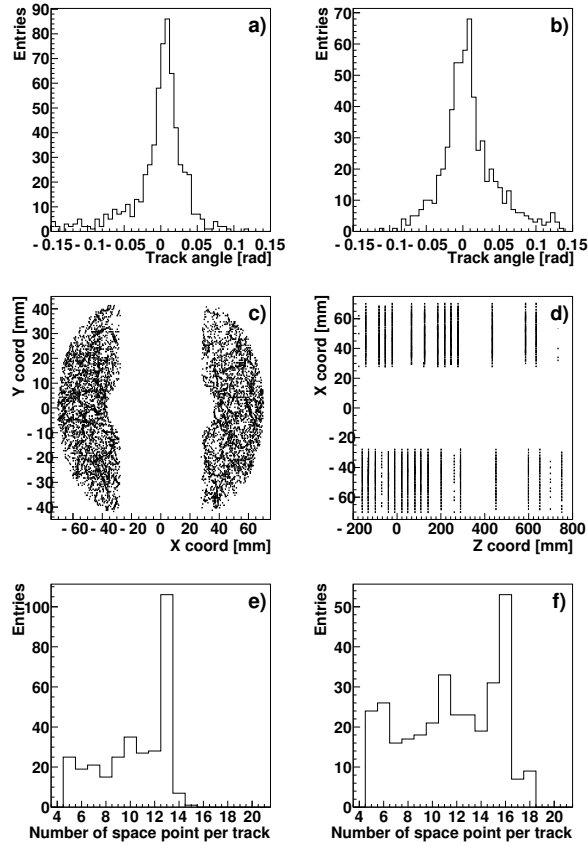 Entries
90
80
70
60
50
40
30
20
10
0
a)
- 0.15 - 0.1 - 0.05 0 0.05 0.1 0.15
Track angle [rad]
Entries
70
60
50
40
30
20
10
0
b)
- 0.15 - 0.1 - 0.05 0 0.05 0.1 0.15
Track angle [rad]
Y coord [mm]
40
30
20
10
0
- 10
- 20
- 30
- 40
c)
- 60 - 40 - 20 0 20 40 60
X coord [mm]
X coord [mm]
60
40
20
0
- 20
- 40
- 60
d)
- 200 0 200 400 600 800
Z coord [mm]
Entries
100
80
60
40
20
0
e)
4 6 8 10 12 14 16 18 20
Number of space point per track
Entries
50
40
30
20
10
0
f)
4 6 8 10 12 14 16 18 20
Number of space point per track